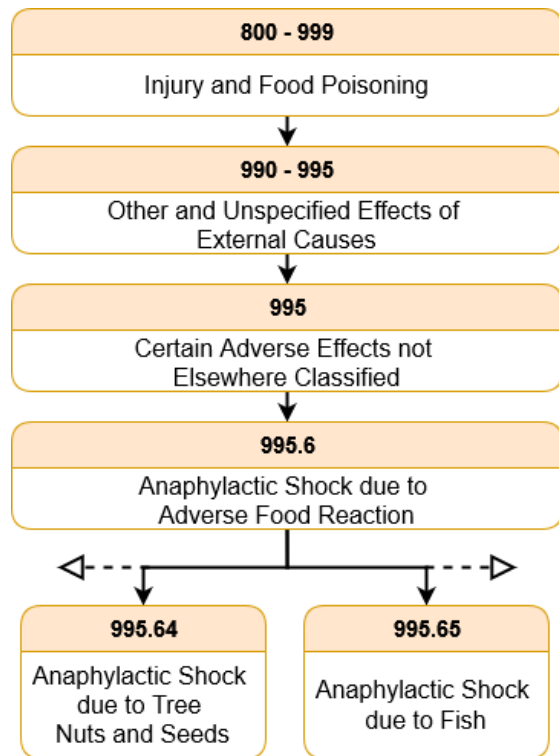 800 - 999
Injury and Food Poisoning
990 - 995
Other and Unspecified Effects of
External Causes
995
Certain Adverse Effects not
Elsewhere Classified
995.6
Anaphylactic Shock due to
Adverse Food Reaction
995.64
Anaphylactic Shock
due to Tree
Nuts and Seeds
995.65
Anaphylactic Shock
due to Fish